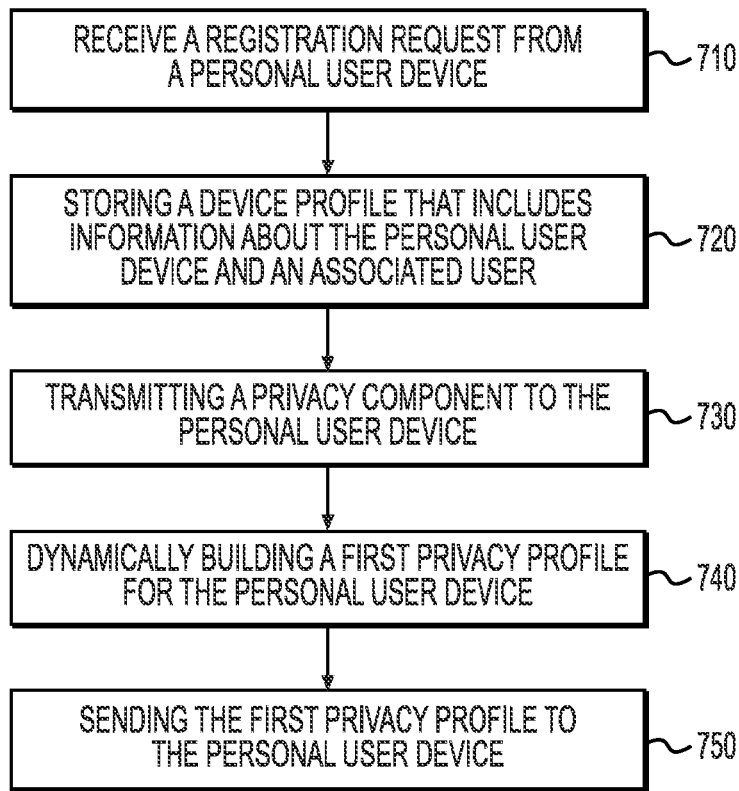 RECEIVE A REGISTRATION REQUEST FROM
A PERSONAL USER DEVICE
710
STORING A DEVICE PROFILE THAT INCLUDES
INFORMATION ABOUT THE PERSONAL USER
DEVICE AND AN ASSOCIATED USER
720
TRANSMITTING A PRIVACY COMPONENT TO THE
PERSONAL USER DEVICE
730
DYNAMICALLY BUILDING A FIRST PRIVACY PROFILE
FOR THE PERSONAL USER DEVICE
740
SENDING THE FIRST PRIVACY PROFILE TO
THE PERSONAL USER DEVICE
750